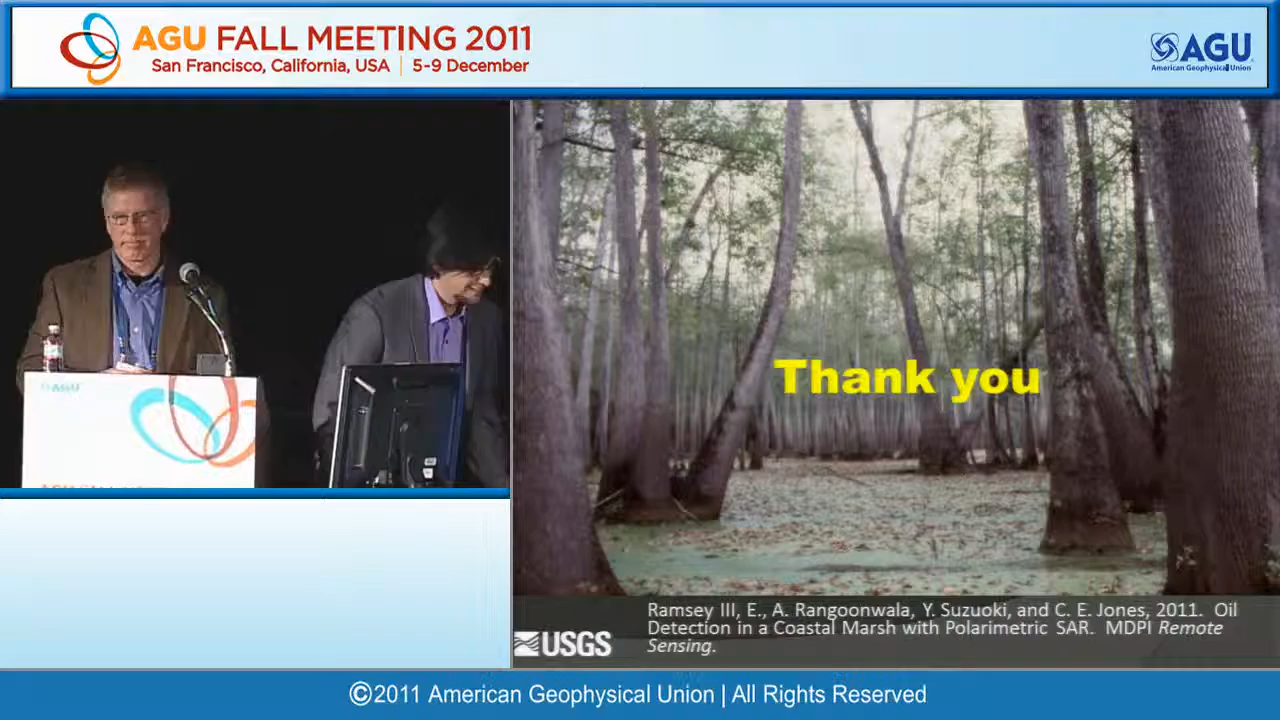 AGU FALL MEETING 2011
San Francisco, California, USA | 5-9 December
AGU
American Geophysical Union
AGU
Thank you
Ramsey III, E., A. Rangoonwala, Y. Suzuoki, and C. E. Jones, 2011. Oil
Detection in a Coastal Marsh with Polarimetric SAR. MDPI Remote
Sensing.
USGS
©2011 American Geophysical Union | All Rights Reserved